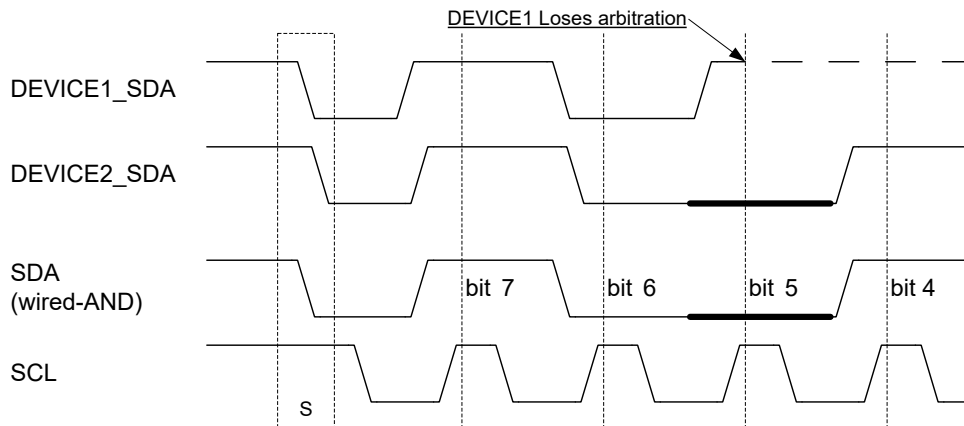 DEVICE1 Loses arbitration
DEVICE1_SDA
DEVICE2_SDA
SDA
(wired-AND)
bit 7
bit 6
bit 5
bit 4
SCL
S